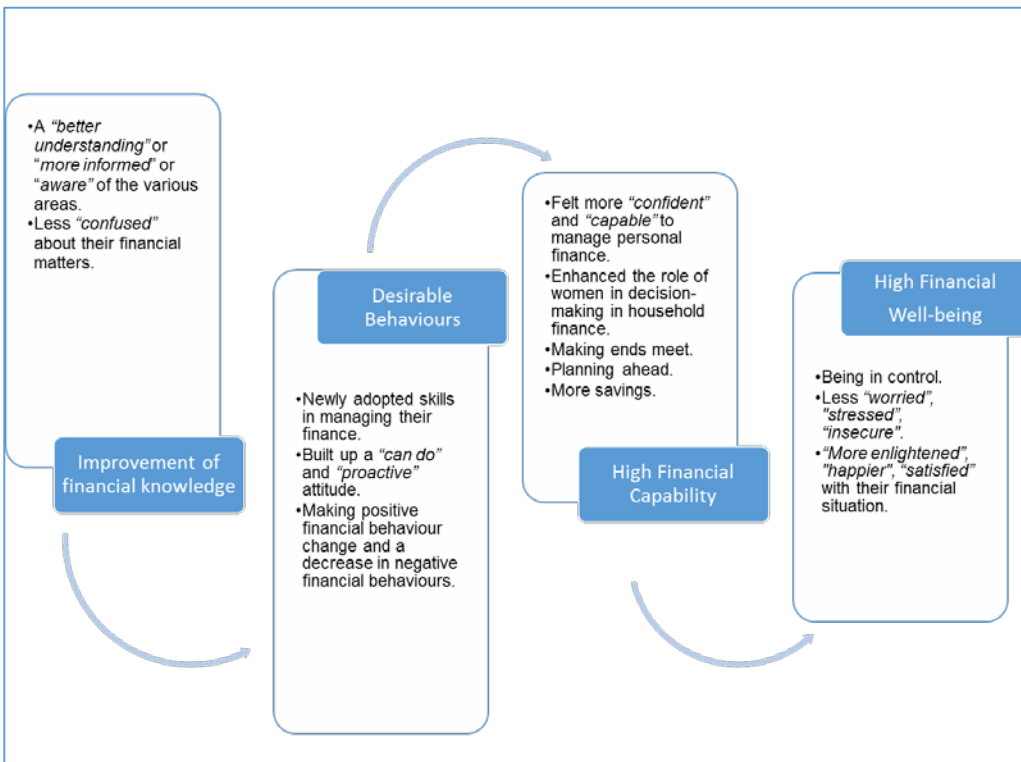 •A “better
understanding” or
“more informed” or
“aware” of the various
areas.
•Less “confused”
about their financial
matters.
Improvement of
financial knowledge
Desirable
Behaviours
•Newly adopted skills
in managing their
finance.
•Built up a “can do”
and “proactive”
attitude.
•Making positive
financial behaviour
change and a
decrease in negative
financial behaviours.
•Felt more “confident”
and “capable” to
manage personal
finance.
•Enhanced the role of
women in decision-
making in household
finance.
•Making ends meet.
•Planning ahead.
•More savings.
High Financial
Capability
High Financial
Well-being
•Being in control.
•Less “worried”,
"stressed”,
“insecure".
•“More enlightened”,
"happier", “satisfied”
with their financial
situation.